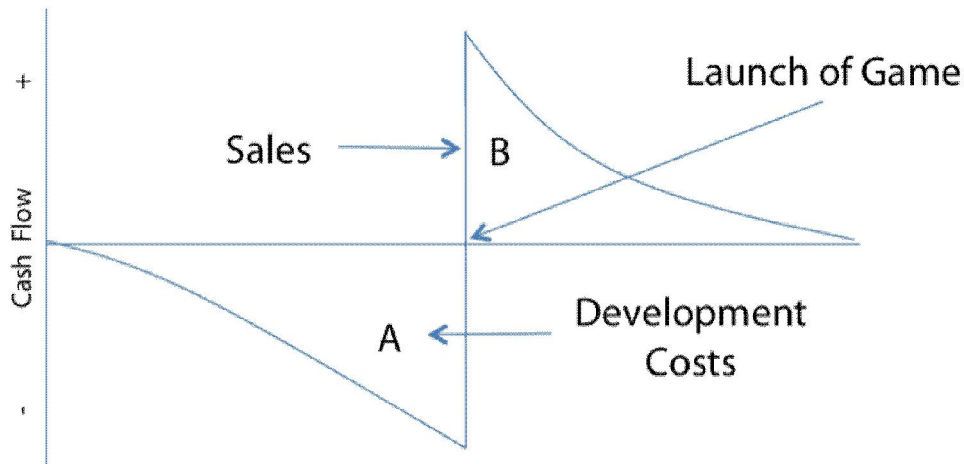 +
Launch of Game
Sales
B
Cash Flow
A
Development
Costs
-